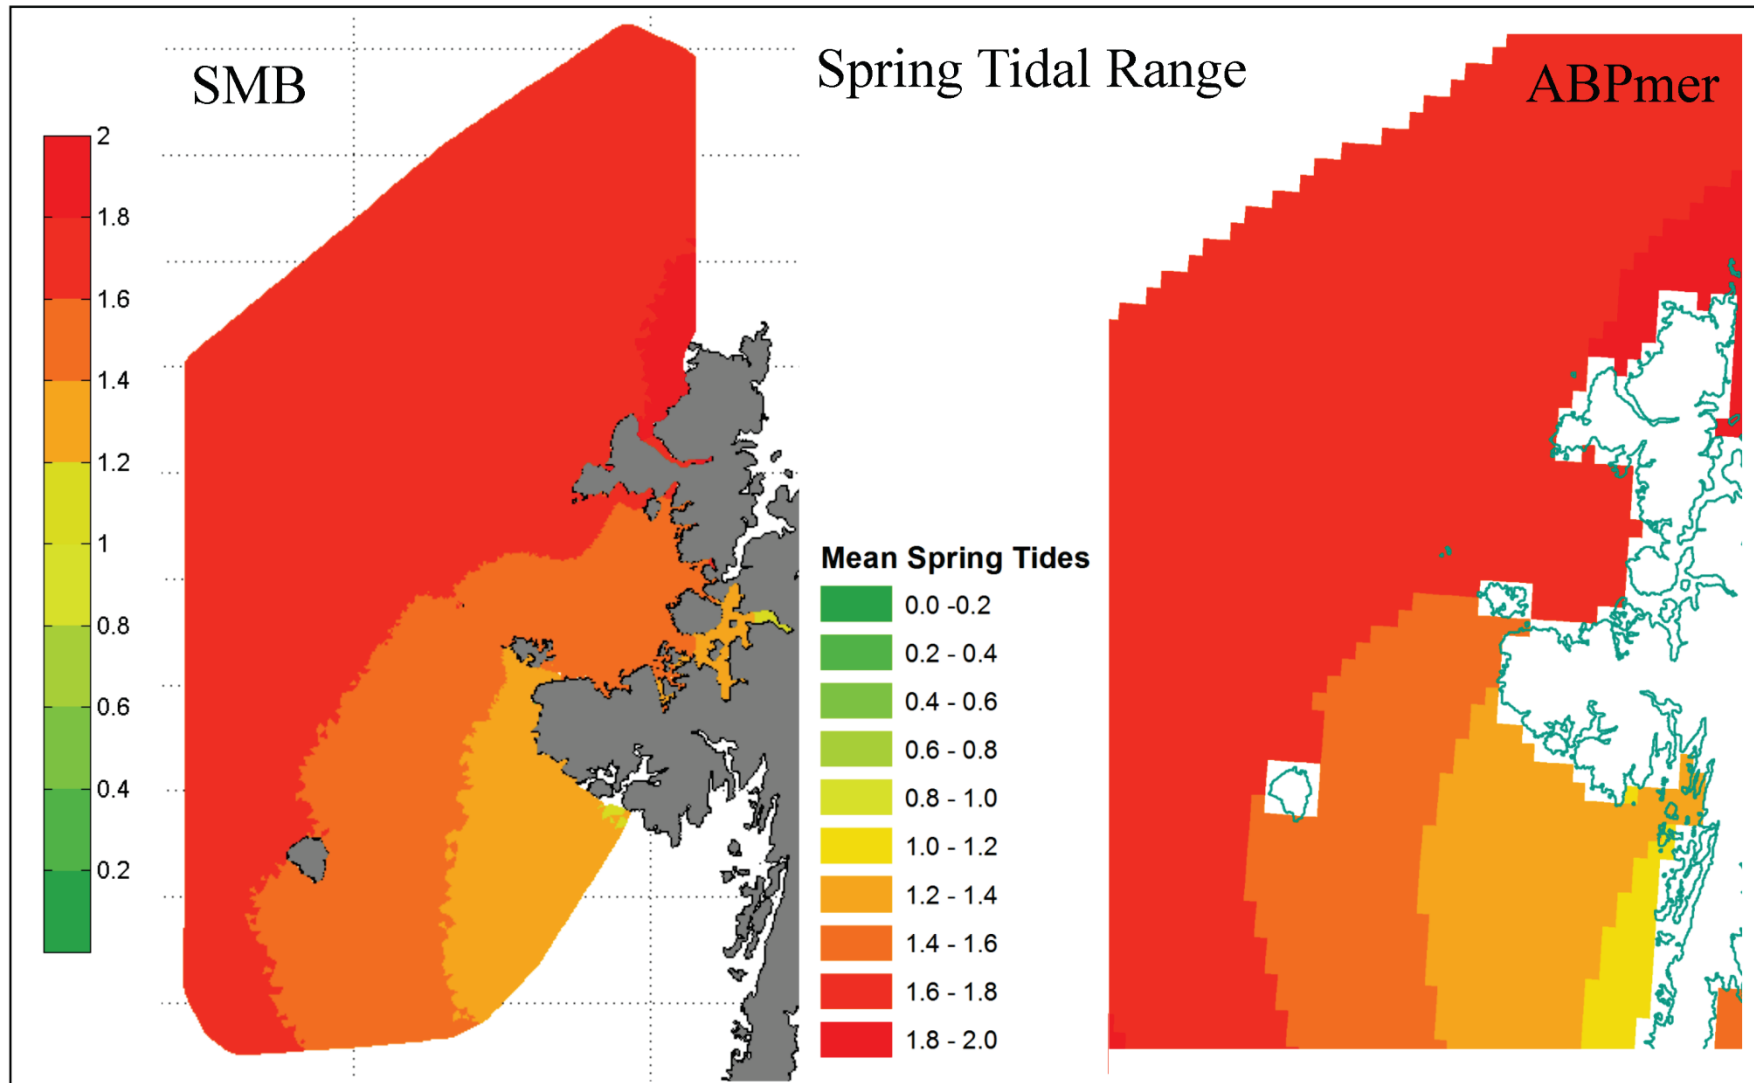 SMB
Spring Tidal Range
ABPmer
2
1.8
1.6
1.4
1.2
1
0.8
0.6
0.4
0.2
Mean Spring Tides
0.0 -0.2
0.2 - 0.4
0.4 - 0.6
0.6 - 0.8
0.8 - 1.0
1.0 - 1.2
1.2 - 1.4
1.4 - 1.6
1.6 - 1.8
1.8 - 2.0